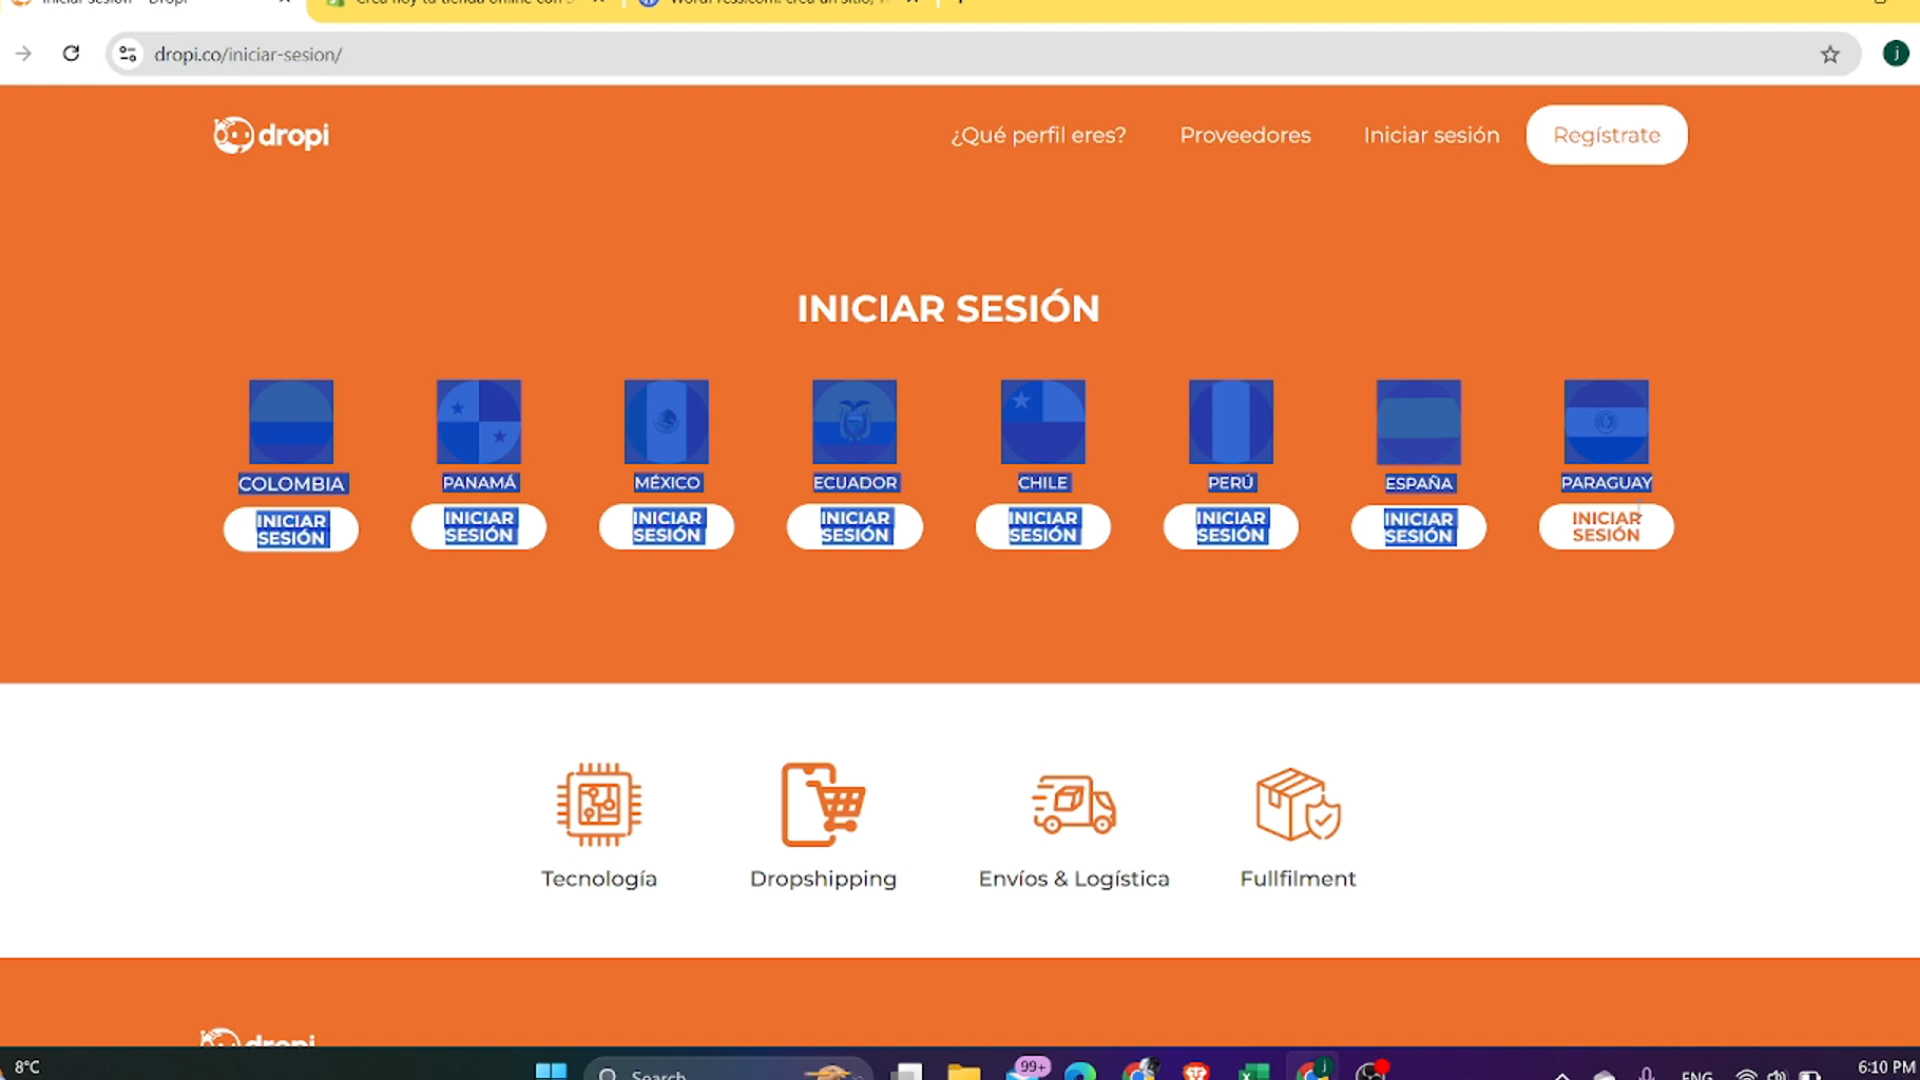 dropi.co/iniciar-sesion/
j
dropi
¿Qué perfil eres?
Proveedores
Iniciar sesión
Regístrate
INICIAR SESIÓN
COLOMBIA
PANAMÁ
MÉXICO
ECUADOR
CHILE
PERÚ
ESPAÑA
PARAGUAY
INICIAR
SESIÓN
INICIAR
SESIÓN
INICIAR
SESIÓN
INICIAR
SESIÓN
INICIAR
SESIÓN
INICIAR
SESIÓN
INICIAR
SESIÓN
INICIAR
SESIÓN
Tecnología
Dropshipping
Envíos & Logística
Fullfilment
dropi
8°C
Search
99+
ENG
6:10 PM